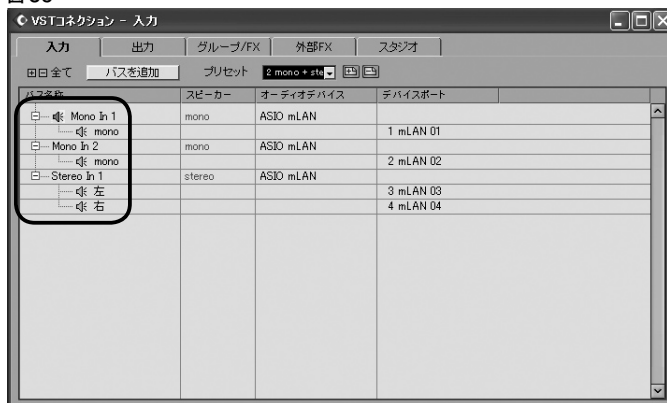 VSTコネクション - 入力
入力 出力 グループ/FX 外部FX スタジオ
全て バスを追加 プリセット 2 mono + ste
バス名称 スピーカー オーディオデバイス デバイスポート
Mono In 1 mono ASIO mLAN
mono 1 mLAN 01
Mono In 2 mono ASIO mLAN
mono 2 mLAN 02
Stereo In 1 stereo ASIO mLAN
左 3 mLAN 03
右 4 mLAN 04